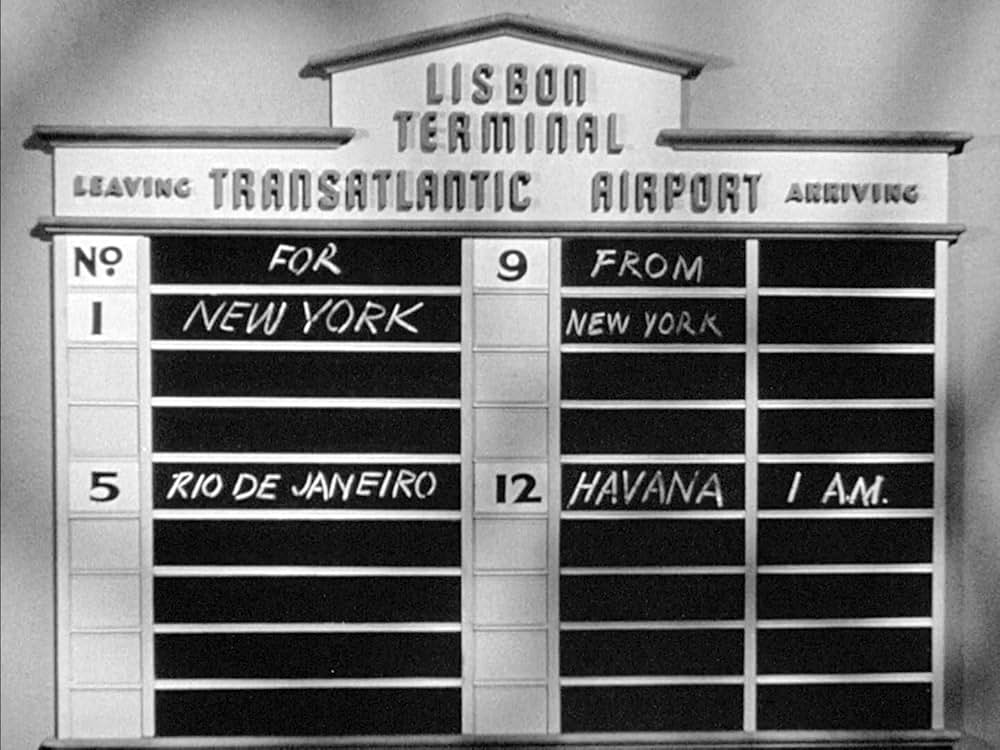 LISBON
TERMINAL
LEAVING TRANSATLANTIC AIRPORT ARRIVING
Nº FOR 9 FROM
1 NEW YORK NEW YORK
5 RIO DE JANEIRO 12 HAVANA 1 A.M.